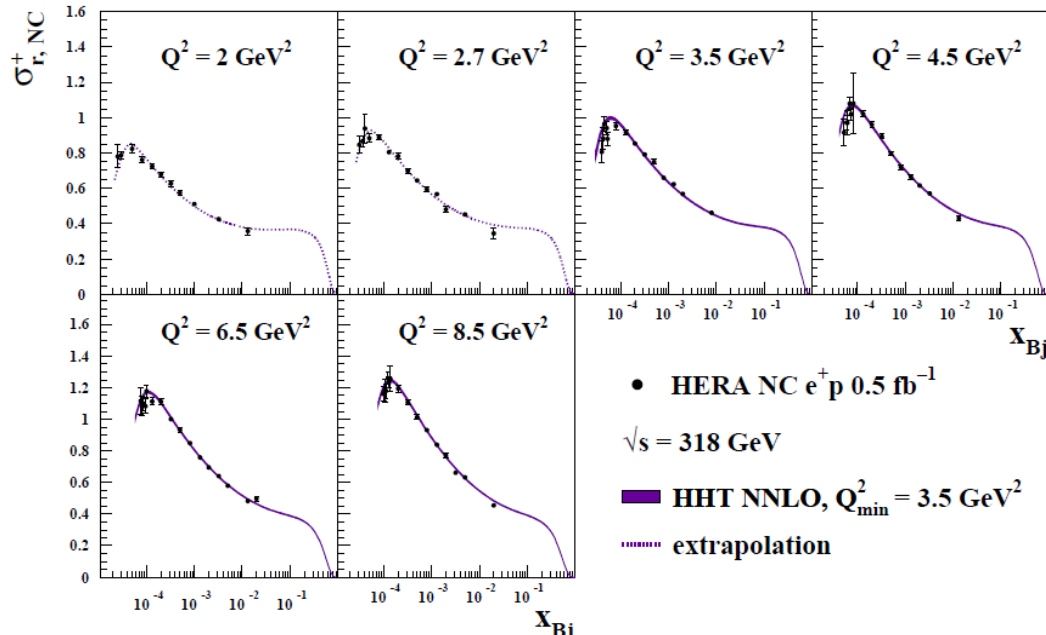 σ⁺r, NC
1.6
1.4
1.2
1
0.8
0.6
0.4
0.2
0
Q² = 2 GeV²
Q² = 2.7 GeV²
Q² = 3.5 GeV²
Q² = 4.5 GeV²
10⁻⁴ 10⁻³ 10⁻² 10⁻¹
10⁻⁴ 10⁻³ 10⁻² 10⁻¹
xBj
1.6
1.4
1.2
1
0.8
0.6
0.4
0.2
0
Q² = 6.5 GeV²
Q² = 8.5 GeV²
10⁻⁴ 10⁻³ 10⁻² 10⁻¹
10⁻⁴ 10⁻³ 10⁻² 10⁻¹
xBj
HERA NC e⁺p 0.5 fb⁻¹
√s = 318 GeV
HHT NNLO, Q²min = 3.5 GeV²
extrapolation